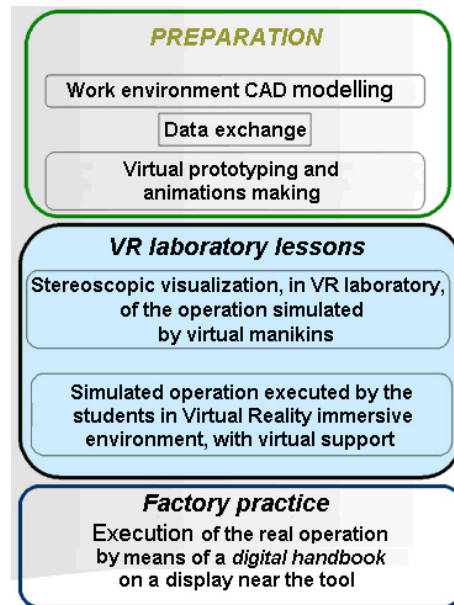 PREPARATION
Work environment CAD modelling
Data exchange
Virtual prototyping and
animations making
VR laboratory lessons
Stereoscopic visualization, in VR laboratory,
of the operation simulated
by virtual manikins
Simulated operation executed by the
students in Virtual Reality immersive
environment, with virtual support
Factory practice
Execution of the real operation
by means of a digital handbook
on a display near the tool